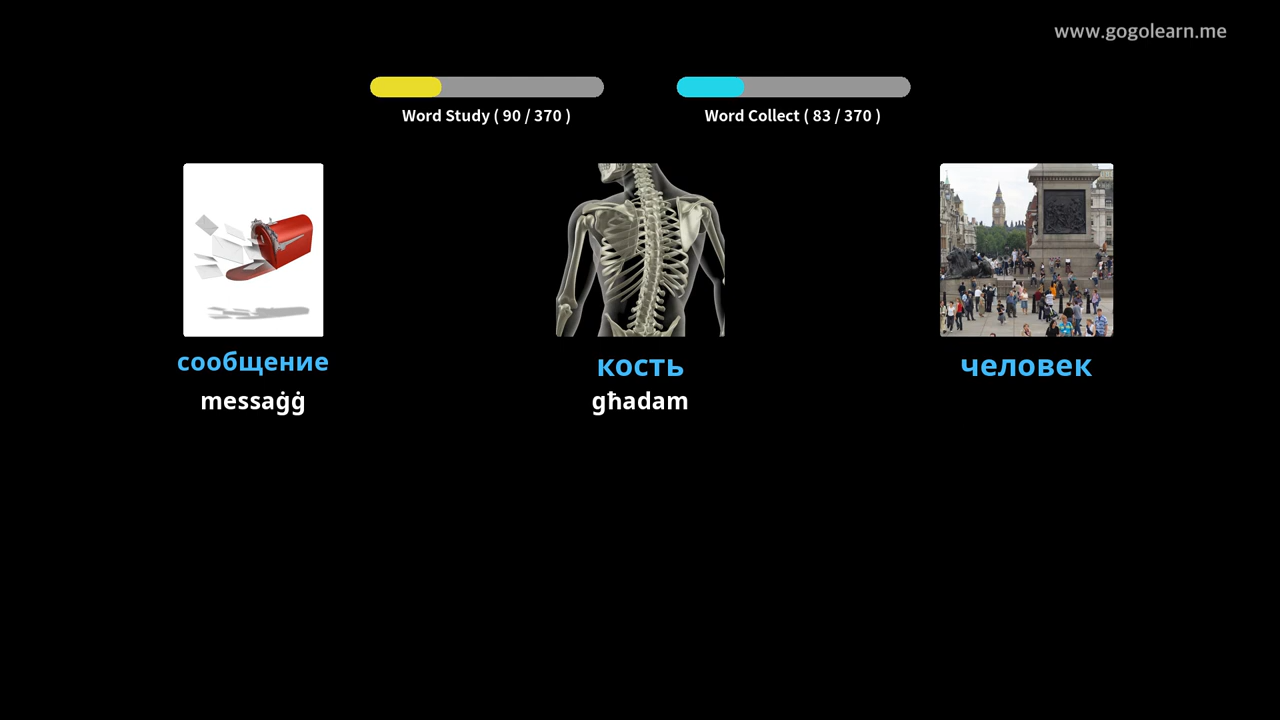 www.gogolearn.me
Word Study ( 90 / 370 )
Word Collect ( 83 / 370 )
сообщение
messaġġ
кость
għadam
человек